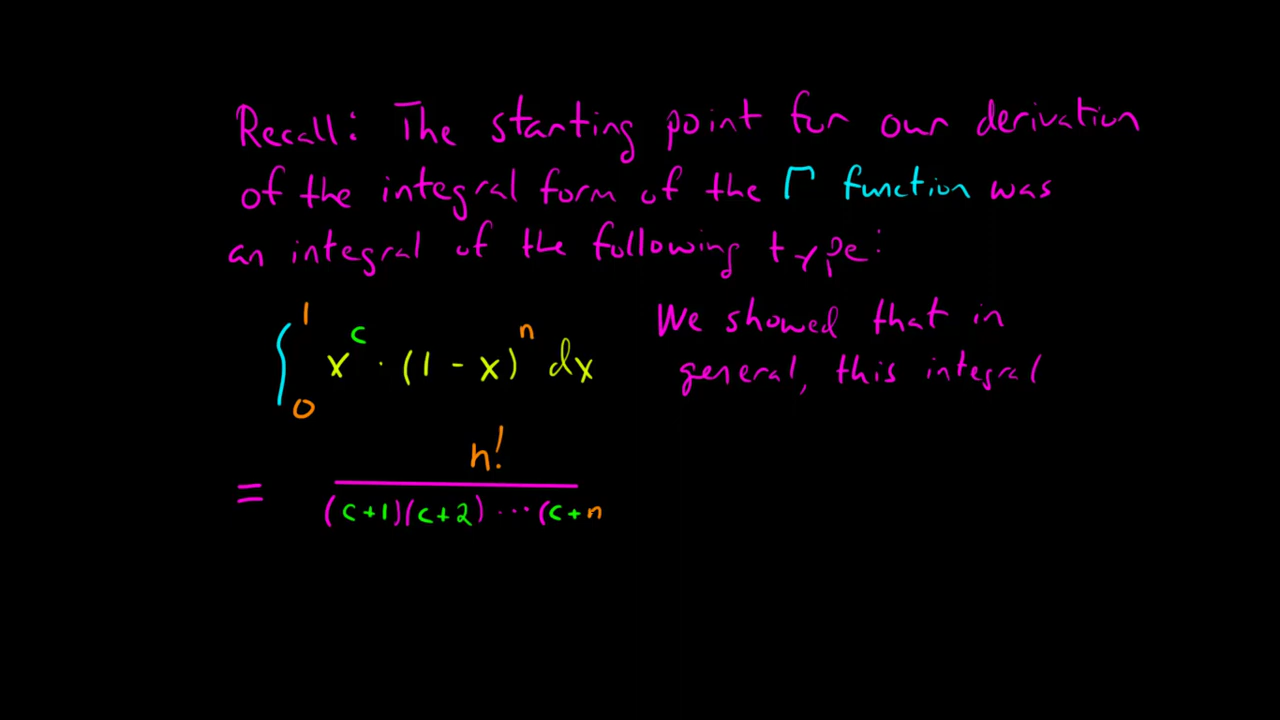 Recall: The starting point for our derivation
of the integral form of the Γ function was
an integral of the following type:
∫₀¹ x^c · (1 - x)^n dx
We showed that in
general, this integral
= n! / (c+1)(c+2) ⋯ (c+n